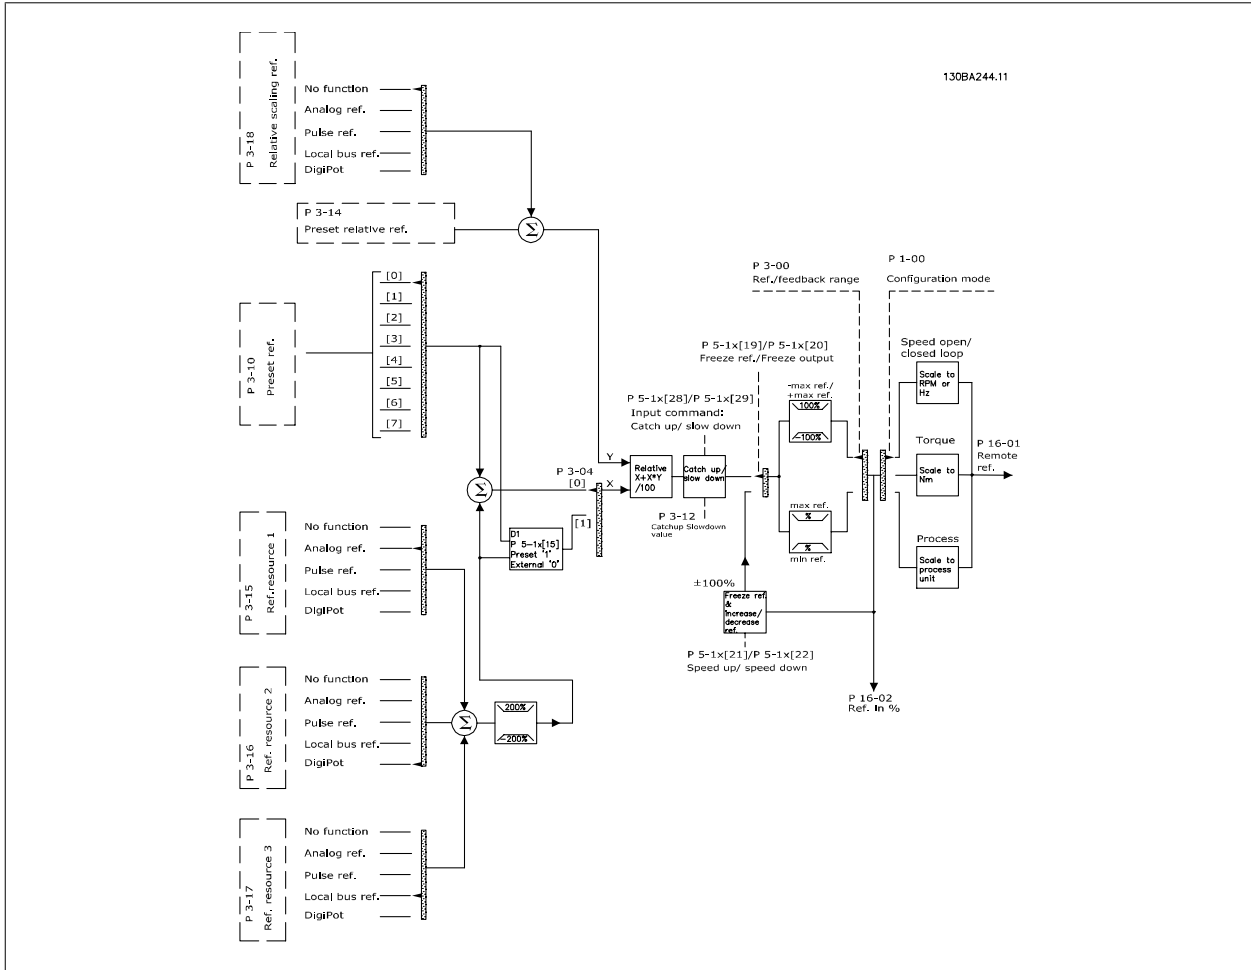 130BA244.11
P 3-18
Relative scaling ref.
No function
Analog ref.
Pulse ref.
Local bus ref.
DigiPot
P 3-14
Preset relative ref.
Σ
P 3-10
Preset ref.
[0]
[1]
[2]
[3]
[4]
[5]
[6]
[7]
P 3-00
Ref./feedback range
P 1-00
Configuration mode
P 5-1x[19]/P 5-1x[20]
Freeze ref./Freeze output
Speed open/
closed loop
Scale to
RPM or
Hz
-max ref./
+max ref.
100%
-100%
P 5-1x[28]/P 5-1x[29]
Input command:
Catch up/ slow down
Y
X
Relative
X+X*Y
/100
Catch up/
slow down
P 3-12
Catchup Slowdown
value
Torque
Scale to
Nm
P 16-01
Remote
ref.
max ref.
%
%
min ref.
Process
Scale to
process
unit
P 3-04
[0]
[1]
Σ
D1
P 5-1x[15]
Preset '1'
External '0'
±100%
Freeze ref.
&
increase/
decrease
ref.
P 5-1x[21]/P 5-1x[22]
Speed up/ speed down
P 16-02
Ref. in %
P 3-15
Ref.resource 1
No function
Analog ref.
Pulse ref.
Local bus ref.
DigiPot
P 3-16
Ref. resource 2
No function
Analog ref.
Pulse ref.
Local bus ref.
DigiPot
Σ
200%
-200%
P 3-17
Ref. resource 3
No function
Analog ref.
Pulse ref.
Local bus ref.
DigiPot